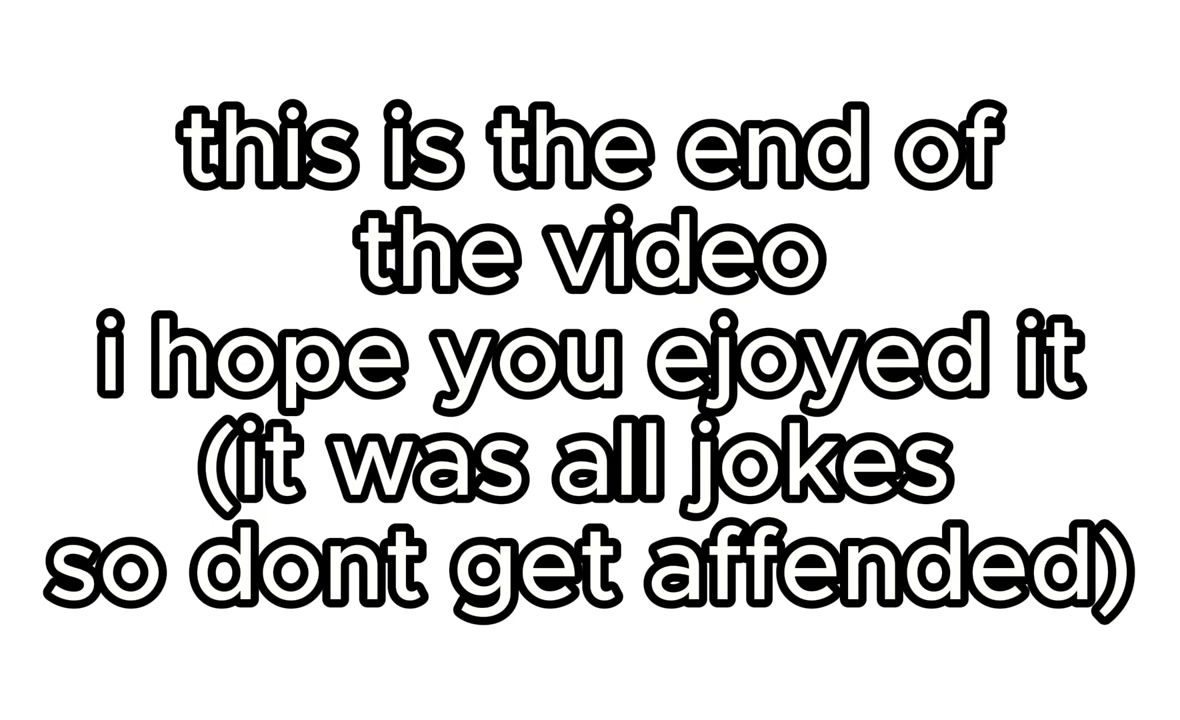 this is the end of
the video
i hope you ejoyed it
(it was all jokes
so dont get affended)